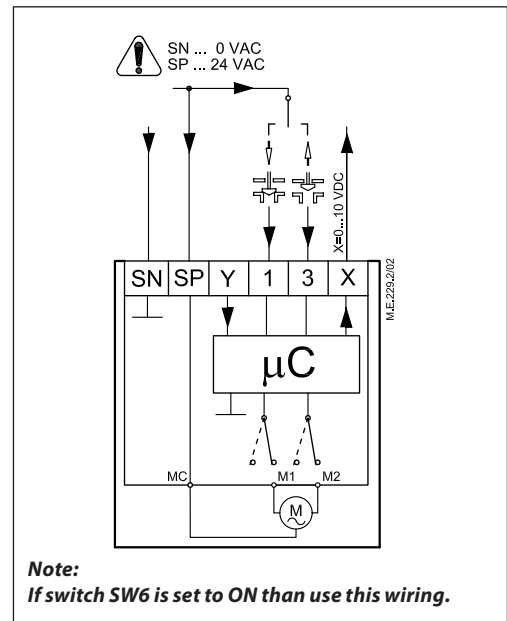 SN ... 0 VAC
SP ... 24 VAC
X=0...10 VDC
SN SP Y 1 3 X
M.E.229.2/02
µC
MC M1 M2
M
Note:
If switch SW6 is set to ON than use this wiring.